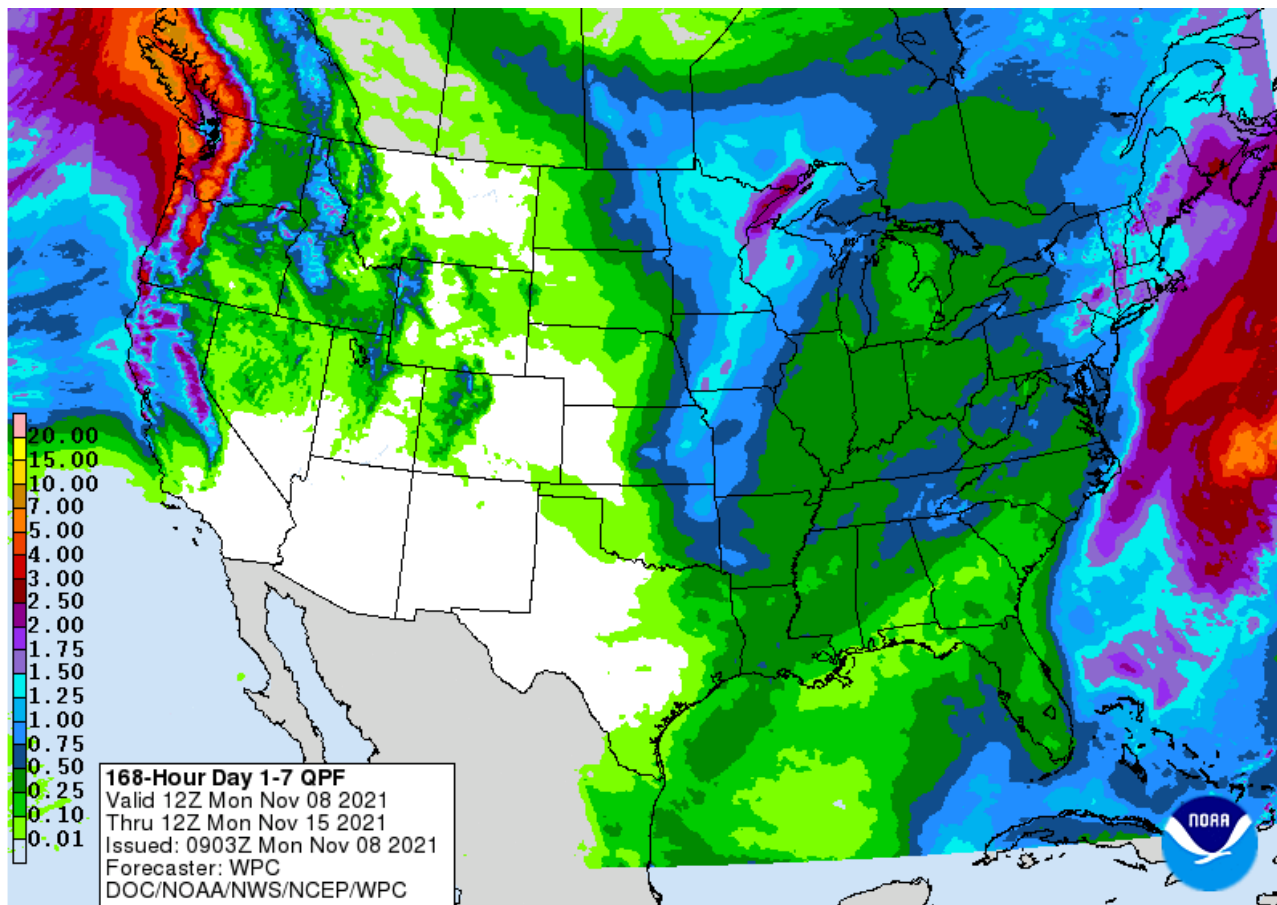 20.00
15.00
10.00
7.00
5.00
4.00
3.00
2.50
2.00
1.75
1.50
1.25
1.00
0.75
0.50
0.25
0.10
0.01
168-Hour Day 1-7 QPF
Valid 12Z Mon Nov 08 2021
Thru 12Z Mon Nov 15 2021
Issued: 0903Z Mon Nov 08 2021
Forecaster: WPC
DOC/NOAA/NWS/NCEP/WPC
NOAA